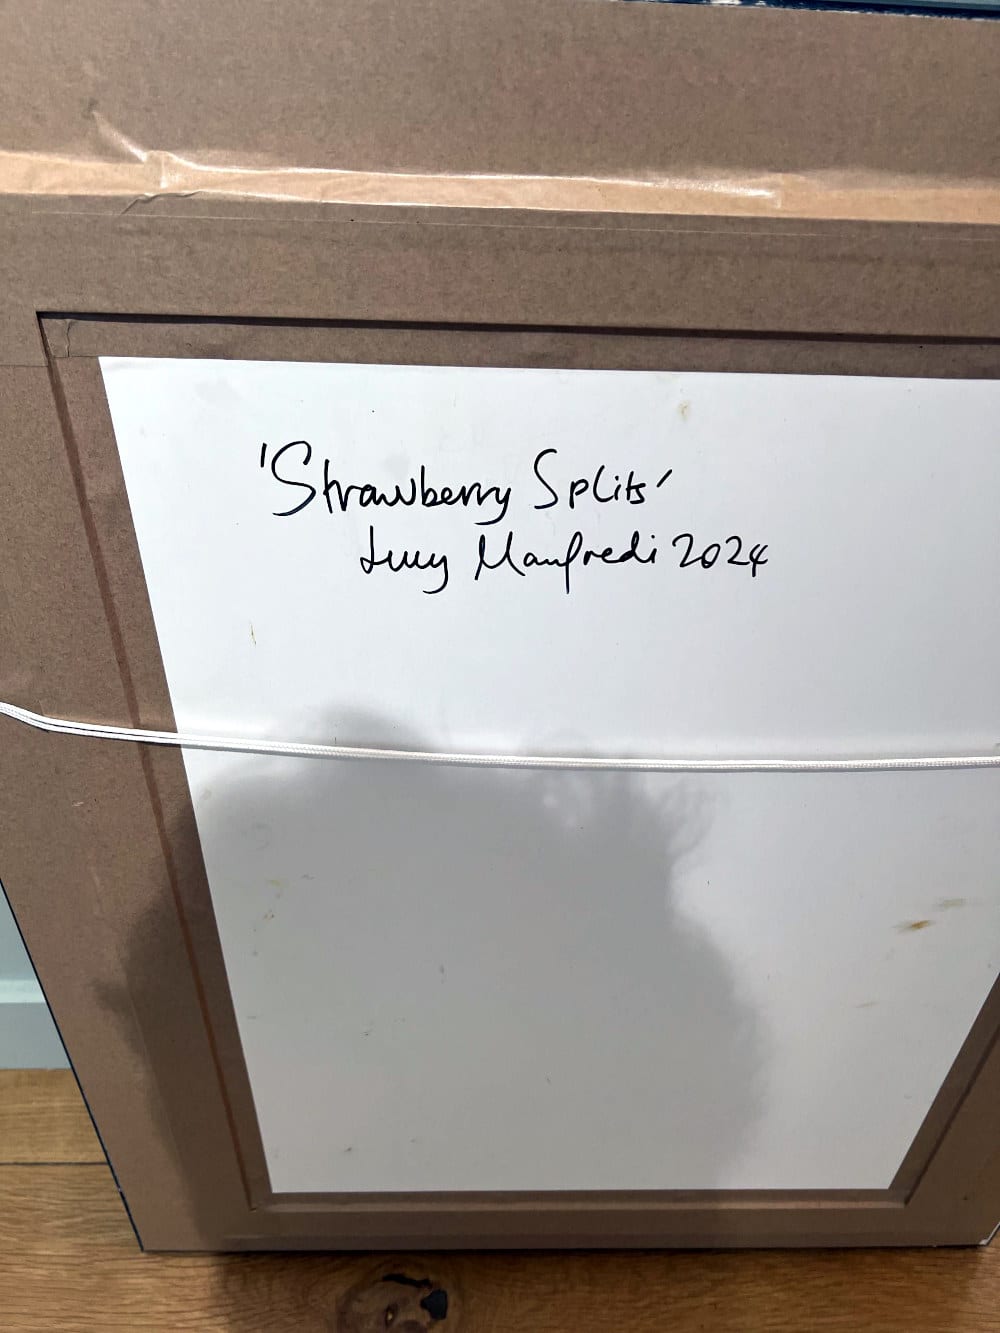 'Strawberry Splits'
Lucy Manfredi 2024